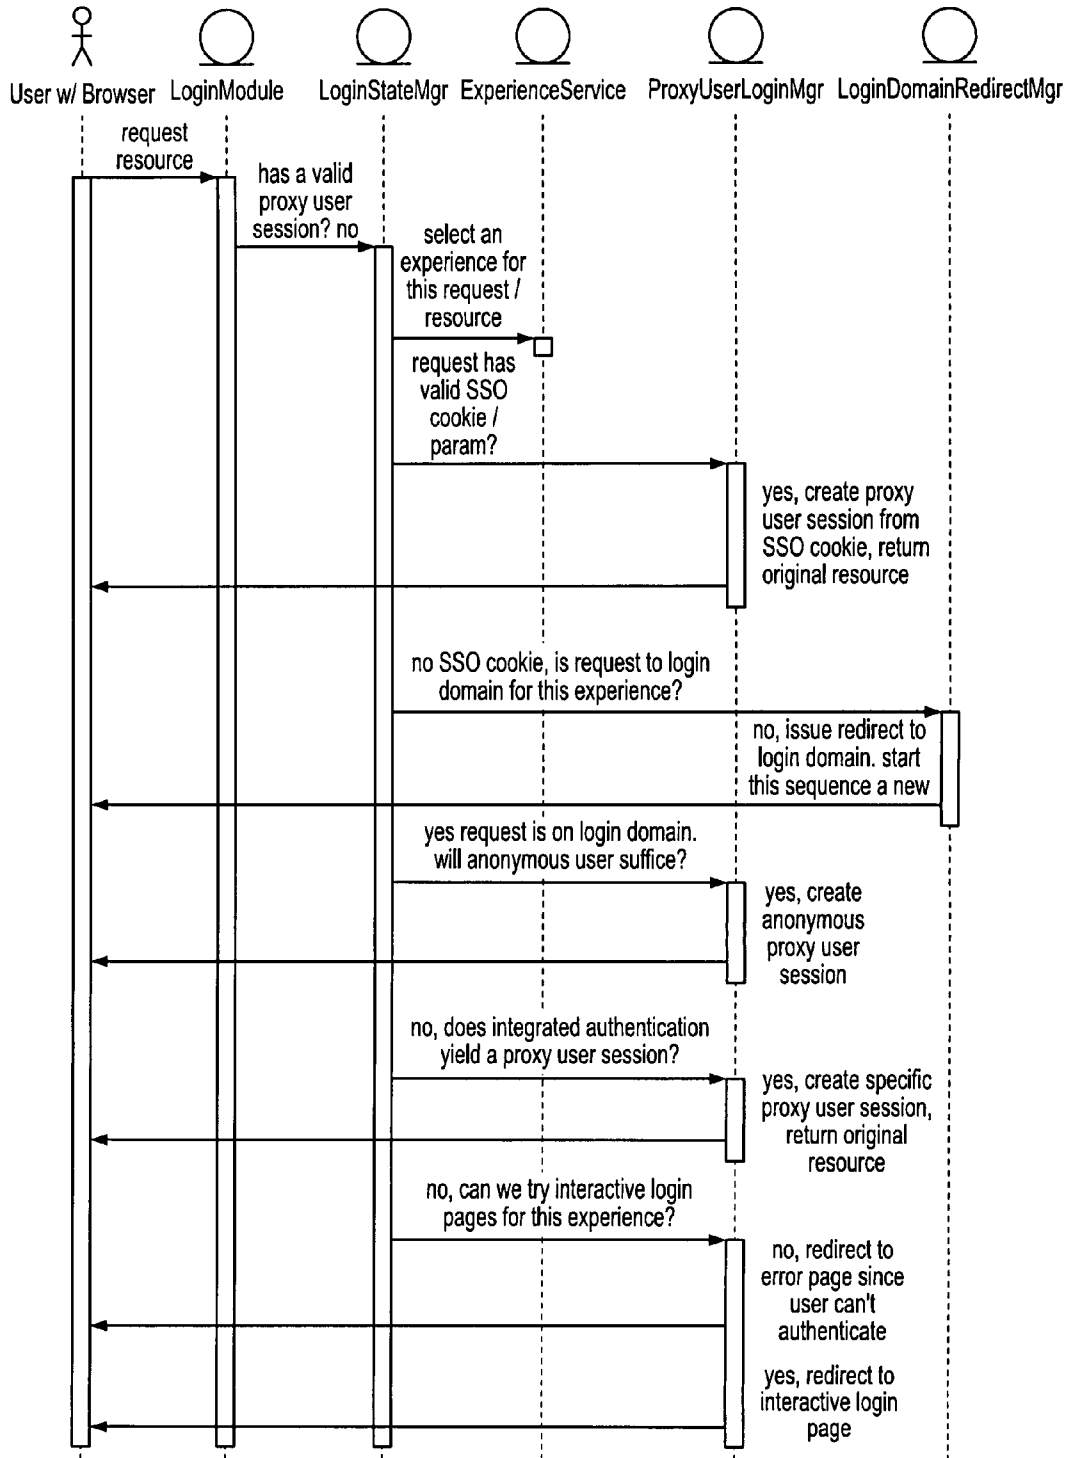 User w/ Browser
LoginModule
LoginStateMgr
ExperienceService
ProxyUserLoginMgr
LoginDomainRedirectMgr
request
resource
has a valid
proxy user
session? no
select an
experience for
this request /
resource
request has
valid SSO
cookie /
param?
yes, create proxy
user session from
SSO cookie, return
original resource
no SSO cookie, is request to login
domain for this experience?
no, issue redirect to
login domain. start
this sequence a new
yes request is on login domain.
will anonymous user suffice?
yes, create
anonymous
proxy user
session
no, does integrated authentication
yield a proxy user session?
yes, create specific
proxy user session,
return original
resource
no, can we try interactive login
pages for this experience?
no, redirect to
error page since
user can't
authenticate
yes, redirect to
interactive login
page